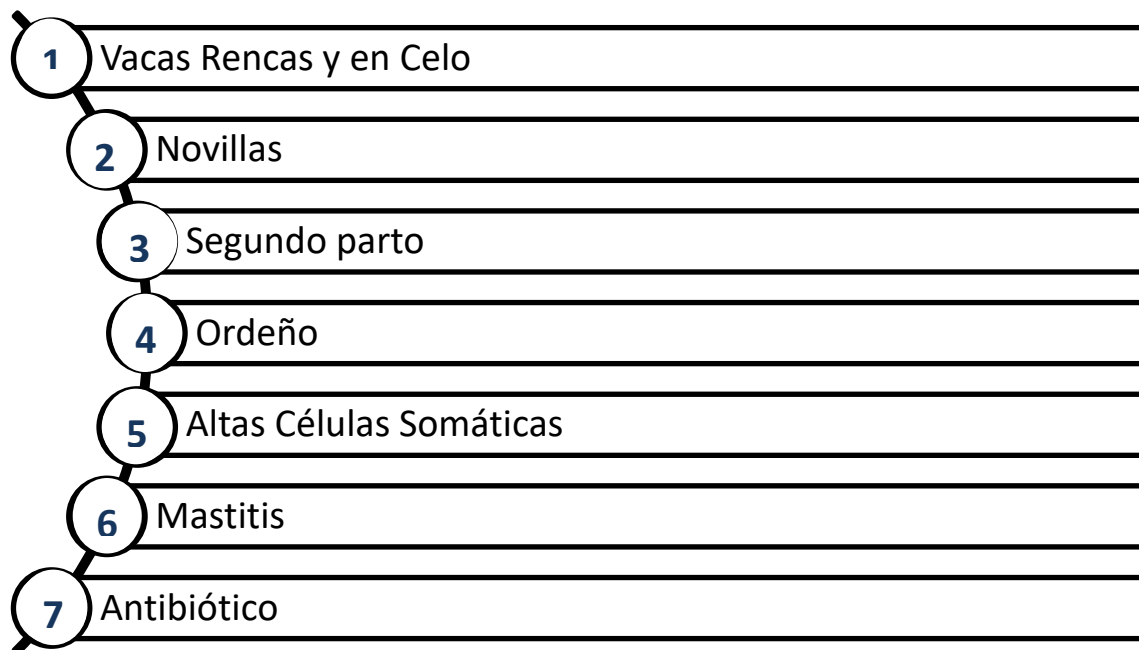 1 Vacas Rencas y en Celo
2 Novillas
3 Segundo parto
4 Ordeño
5 Altas Células Somáticas
6 Mastitis
7 Antibiótico